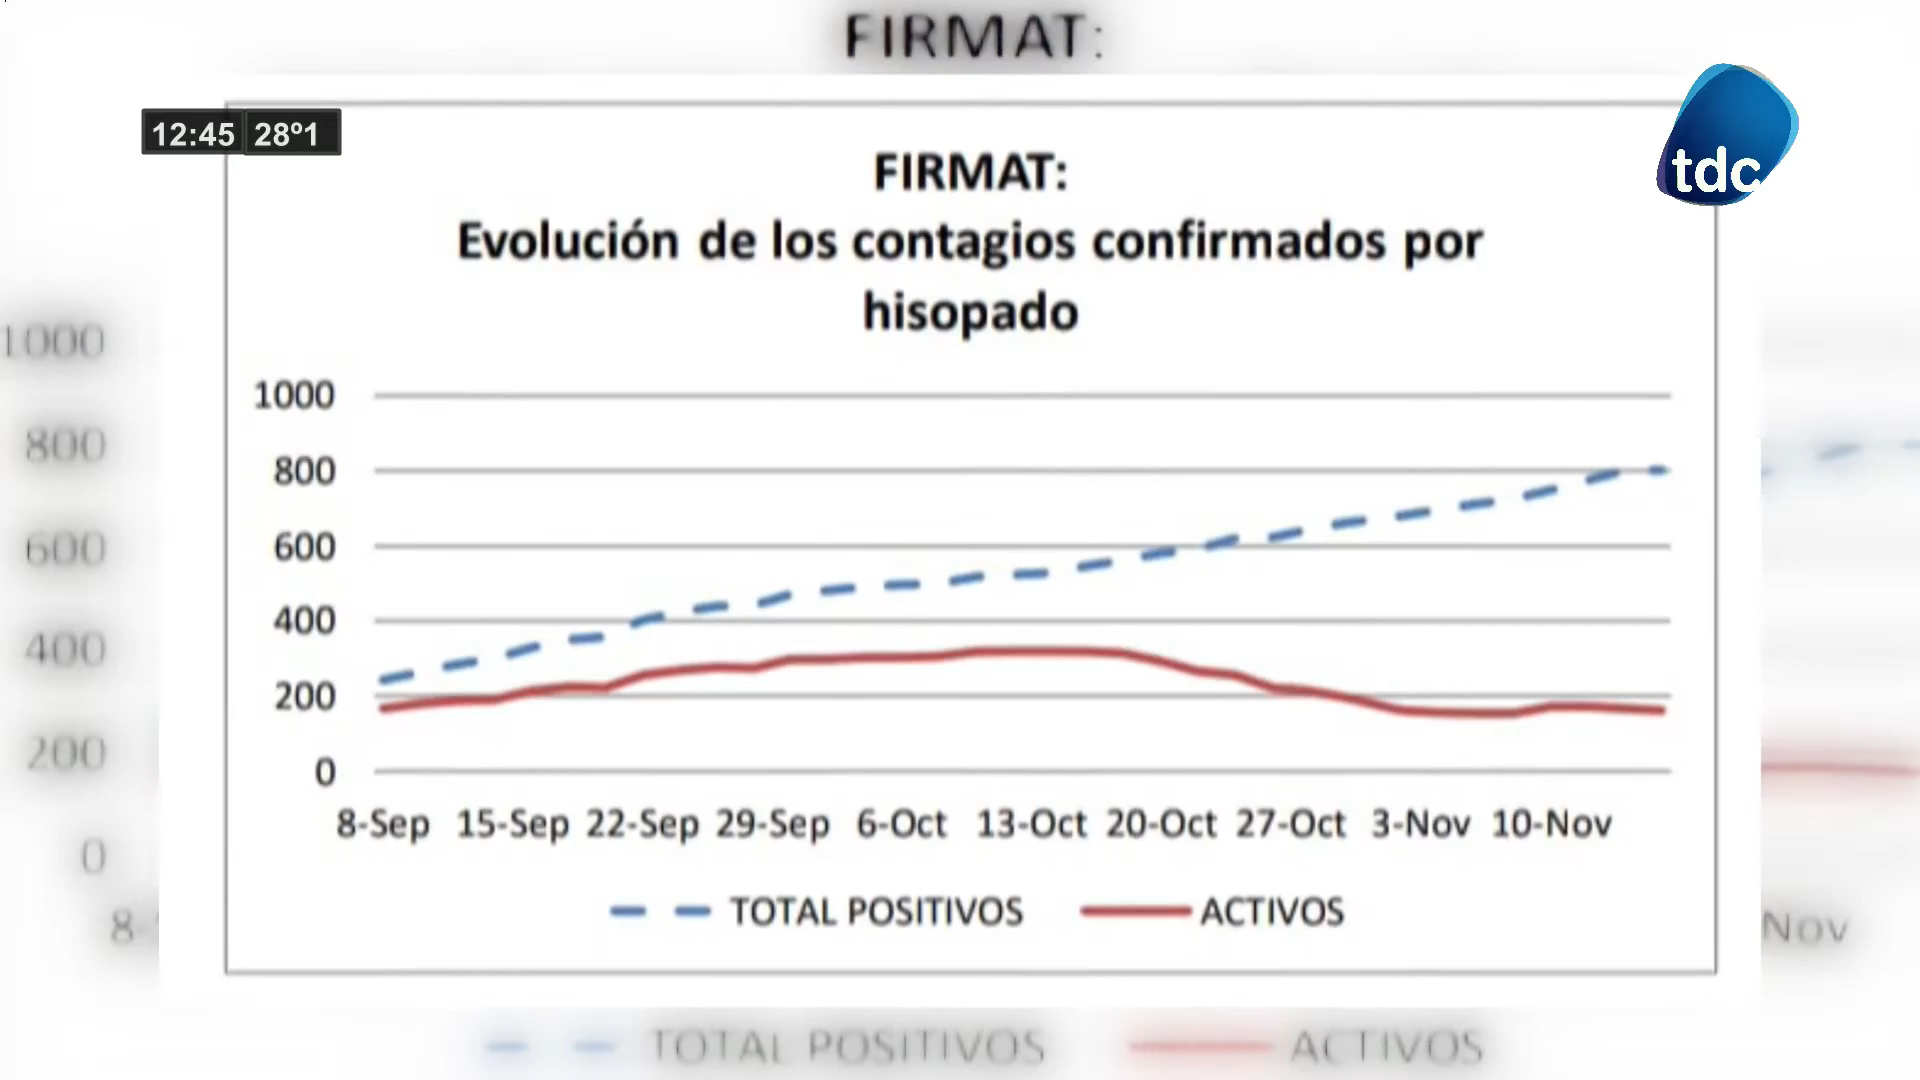 FIRMAT:
12:45 28º1
tdc
FIRMAT:
Evolución de los contagios confirmados por
hisopado
1000
800
600
400
200
0
8-Sep 15-Sep 22-Sep 29-Sep 6-Oct 13-Oct 20-Oct 27-Oct 3-Nov 10-Nov
TOTAL POSITIVOS ACTIVOS
1000
800
600
400
200
0
8-
Nov
TOTAL POSITIVOS ACTIVOS